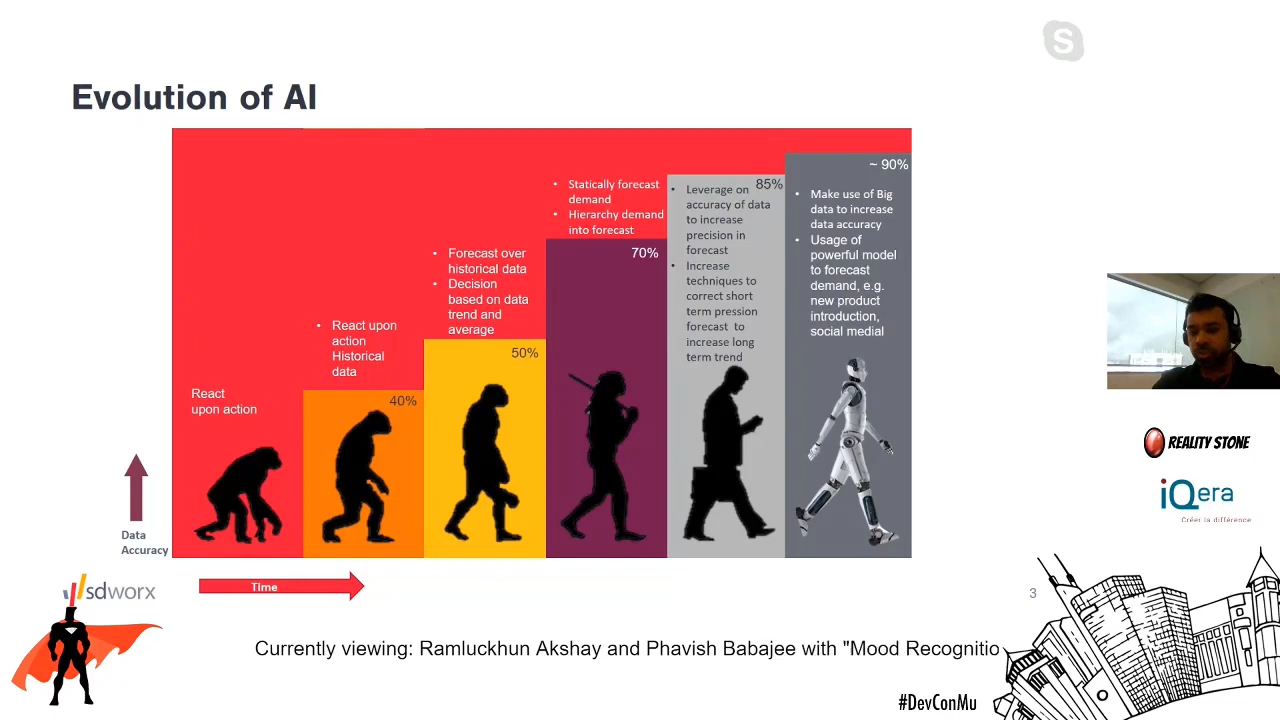 S
Evolution of AI
React
upon action
• React upon
action
Historical
data
40%
• Forecast over
historical data
• Decision
based on data
trend and
average
50%
• Statically forecast
demand
• Hierarchy demand
into forecast
70%
85%
• Leverage on
accuracy of data
to increase
precision in
forecast
• Increase
techniques to
correct short
term pression
forecast to
increase long
term trend
~ 90%
• Make use of Big
data to increase
data accuracy
• Usage of
powerful model
to forecast
demand, e.g.
new product
introduction,
social medial
Data
Accuracy
Time
sdworx
3
REALITY STONE
iQera
Créer la différence
Currently viewing: Ramluckhun Akshay and Phavish Babajee with "Mood Recognitio
#DevConMu